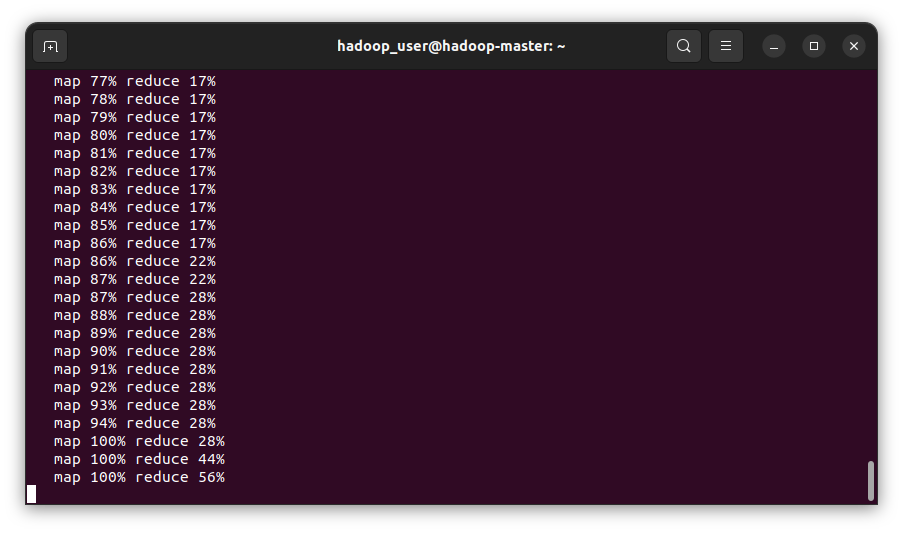 hadoop_user@hadoop-master: ~
map 77% reduce 17%
map 78% reduce 17%
map 79% reduce 17%
map 80% reduce 17%
map 81% reduce 17%
map 82% reduce 17%
map 83% reduce 17%
map 84% reduce 17%
map 85% reduce 17%
map 86% reduce 17%
map 86% reduce 22%
map 87% reduce 22%
map 87% reduce 28%
map 88% reduce 28%
map 89% reduce 28%
map 90% reduce 28%
map 91% reduce 28%
map 92% reduce 28%
map 93% reduce 28%
map 94% reduce 28%
map 100% reduce 28%
map 100% reduce 44%
map 100% reduce 56%